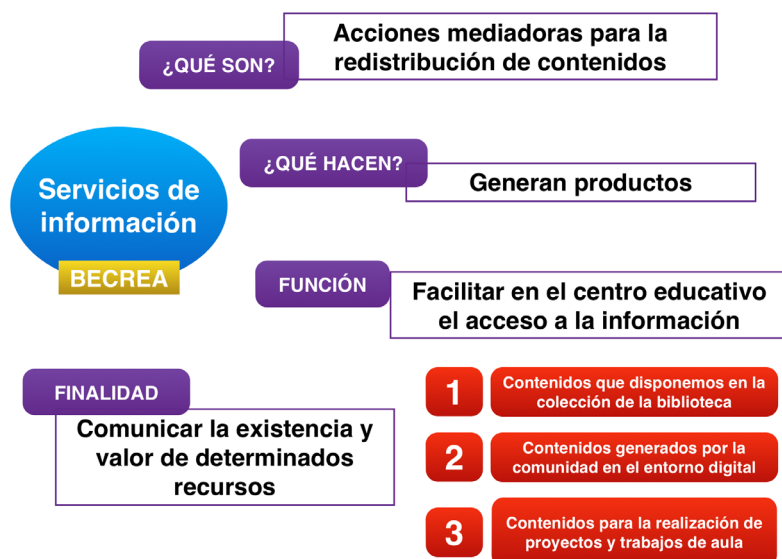 ¿QUÉ SON?
Acciones mediadoras para la
redistribución de contenidos
Servicios de
información
BECREA
¿QUÉ HACEN?
Generan productos
FUNCIÓN
Facilitar en el centro educativo
el acceso a la información
FINALIDAD
Comunicar la existencia y
valor de determinados
recursos
1
Contenidos que disponemos en la
colección de la biblioteca
2
Contenidos generados por la
comunidad en el entorno digital
3
Contenidos para la realización de
proyectos y trabajos de aula